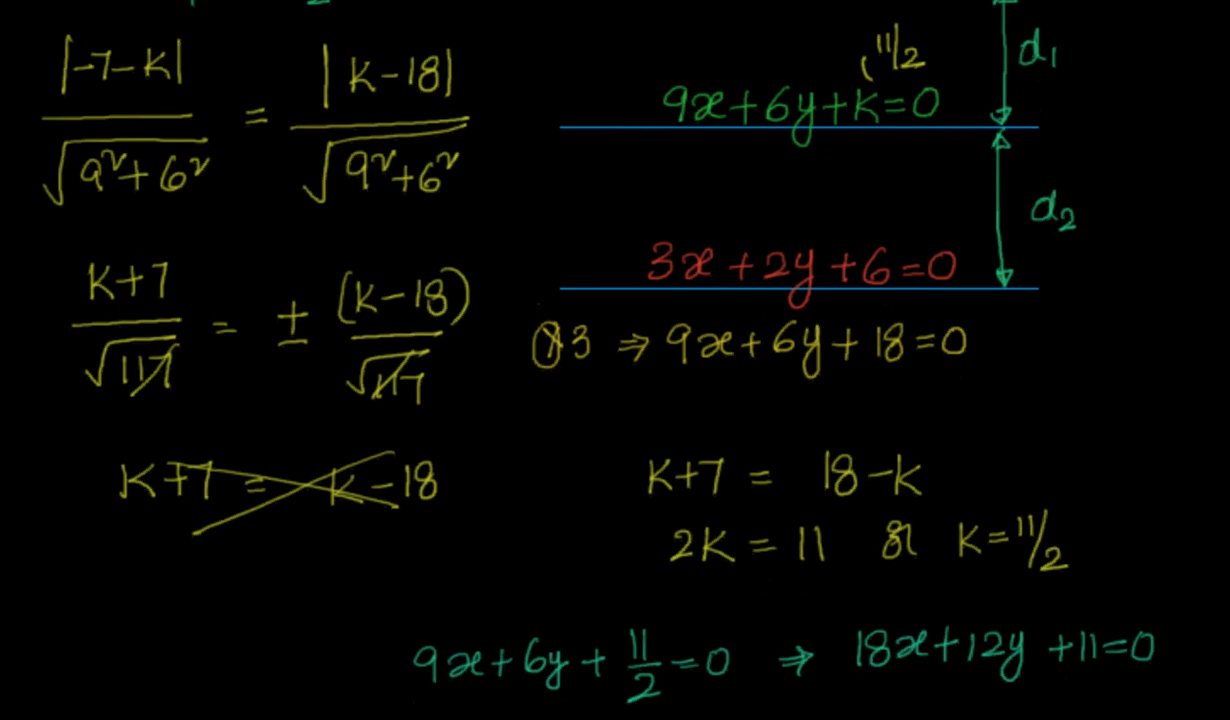 |-7-K| / √(9²+6²) = |K-18| / √(9²+6²)
11/2
9x+6y+K=0
d₁
d₂
3x+2y+6=0
K+7 / √117 = ± (K-18) / √117
⊗3 ⇒ 9x+6y+18=0
K+7 = K-18
K+7 = 18-K
2K = 11 or K=11/2
9x+6y+11/2=0 ⇒ 18x+12y+11=0